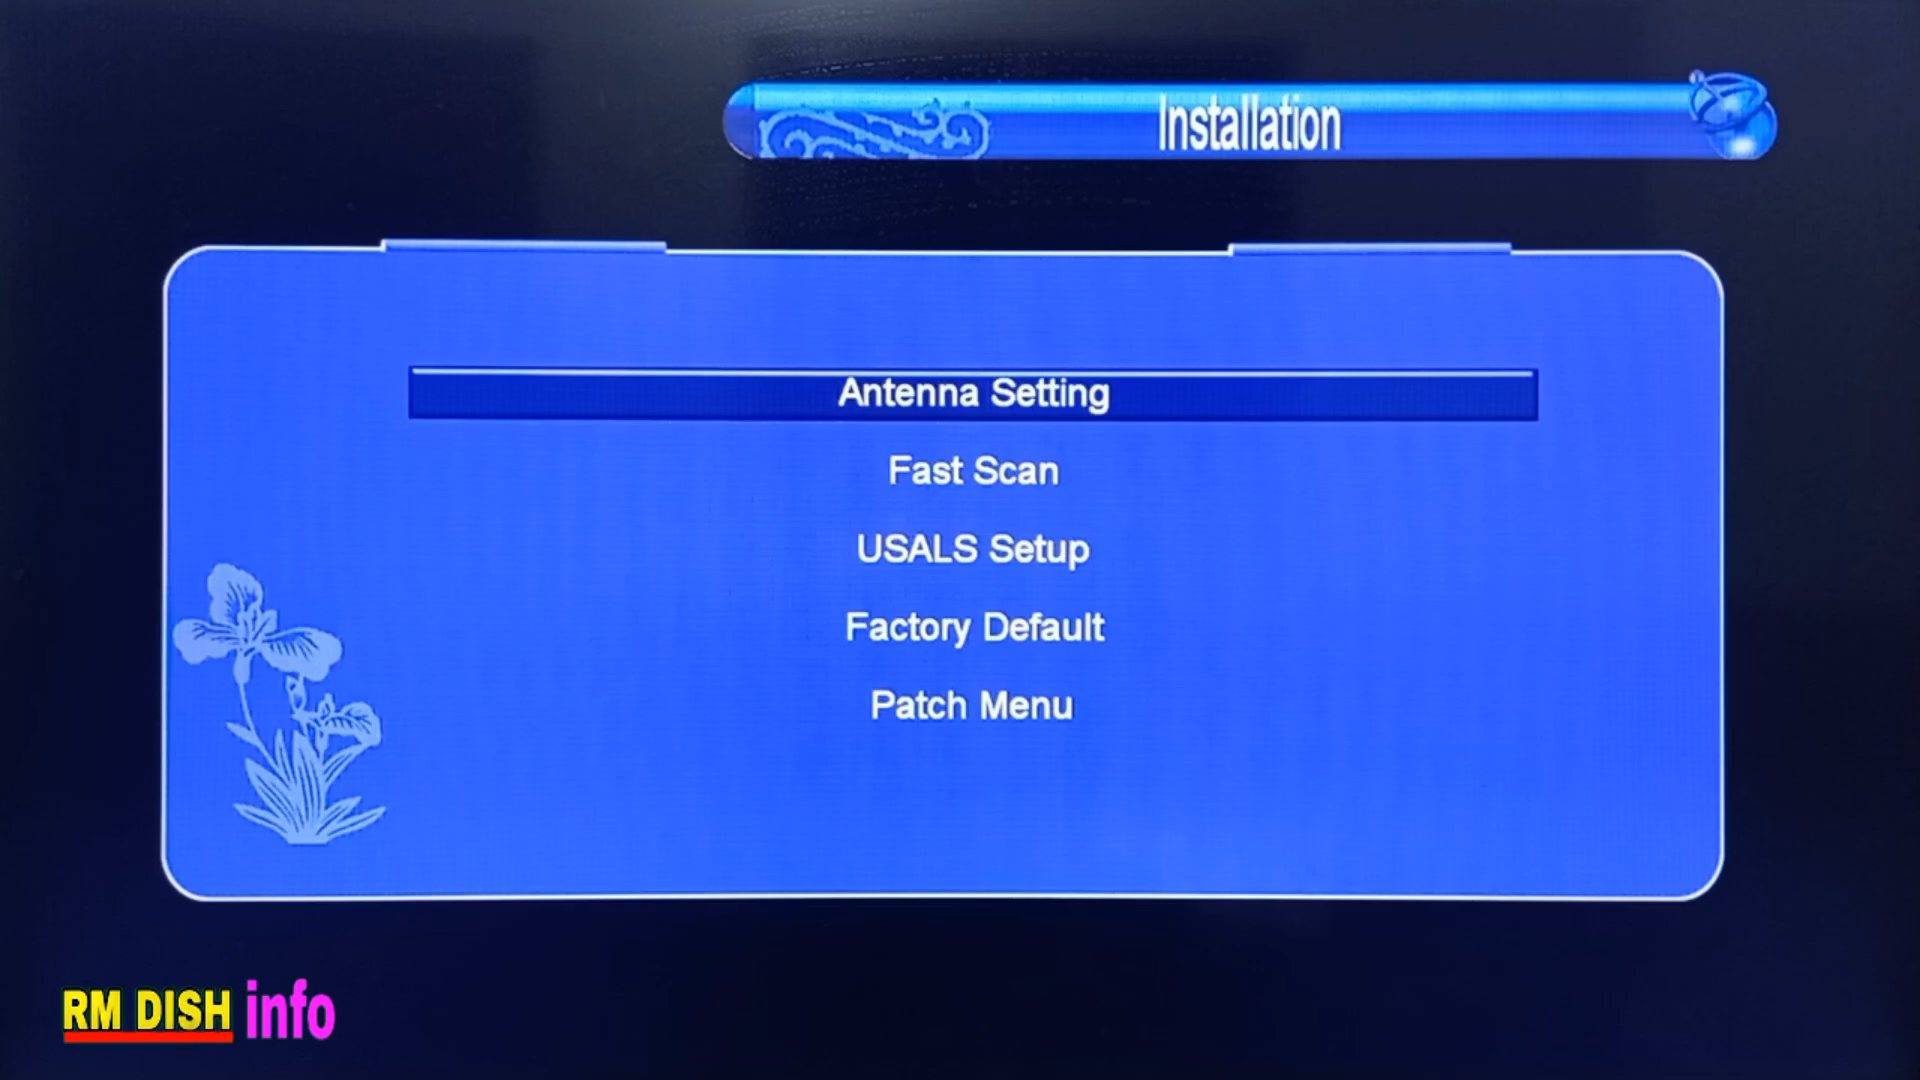 Installation
Antenna Setting
Fast Scan
USALS Setup
Factory Default
Patch Menu
RM DISH info